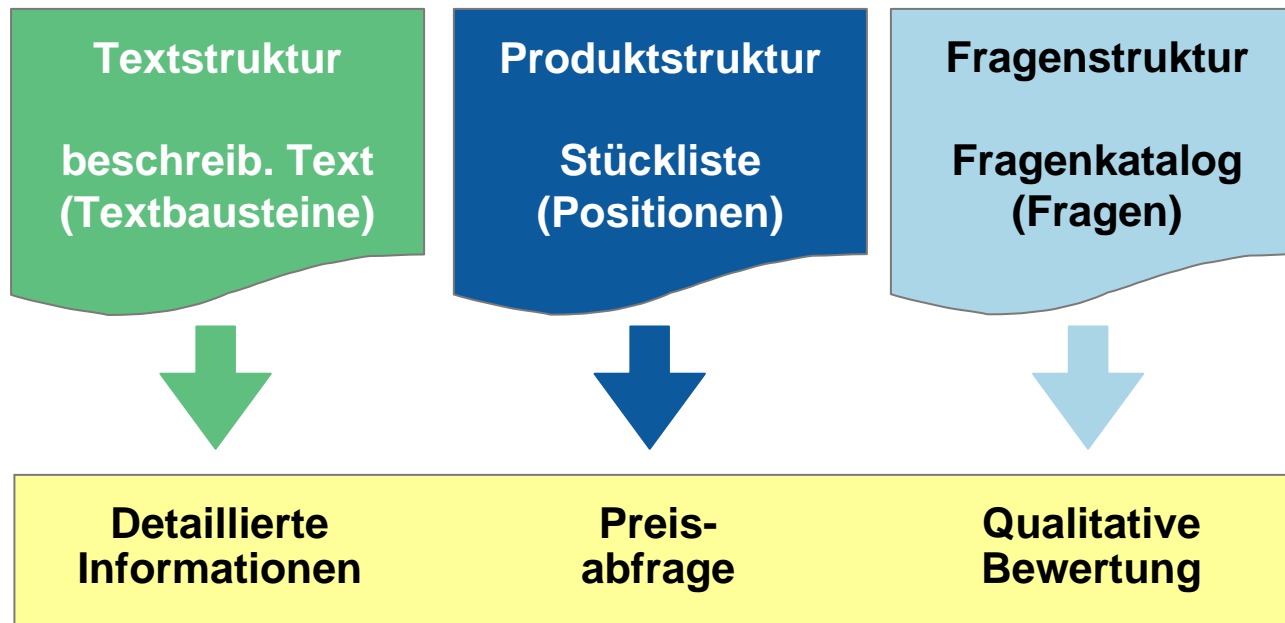 Textstruktur
beschreib. Text
(Textbausteine)
Produktstruktur
Stückliste
(Positionen)
Fragenstruktur
Fragenkatalog
(Fragen)
Detaillierte
Informationen
Preis-
abfrage
Qualitative
Bewertung